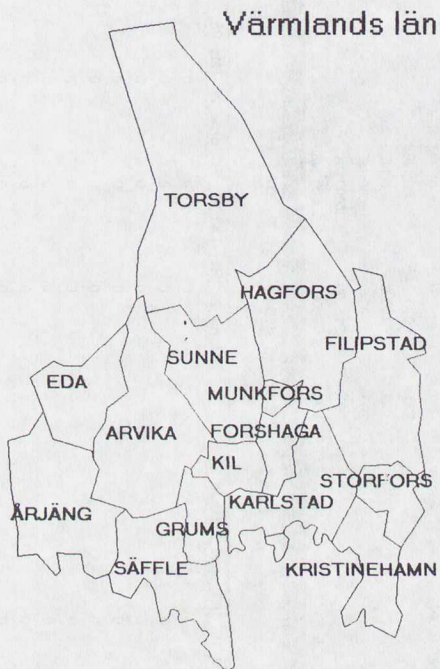 Värmlands län
TORSBY
HAGFORS
FILIPSTAD
SUNNE
EDA
MUNKFORS
ARVIKA
FORSHAGA
KIL
STORFORS
KARLSTAD
ÅRJÄNG
GRUMS
SÄFFLE
KRISTINEHAMN